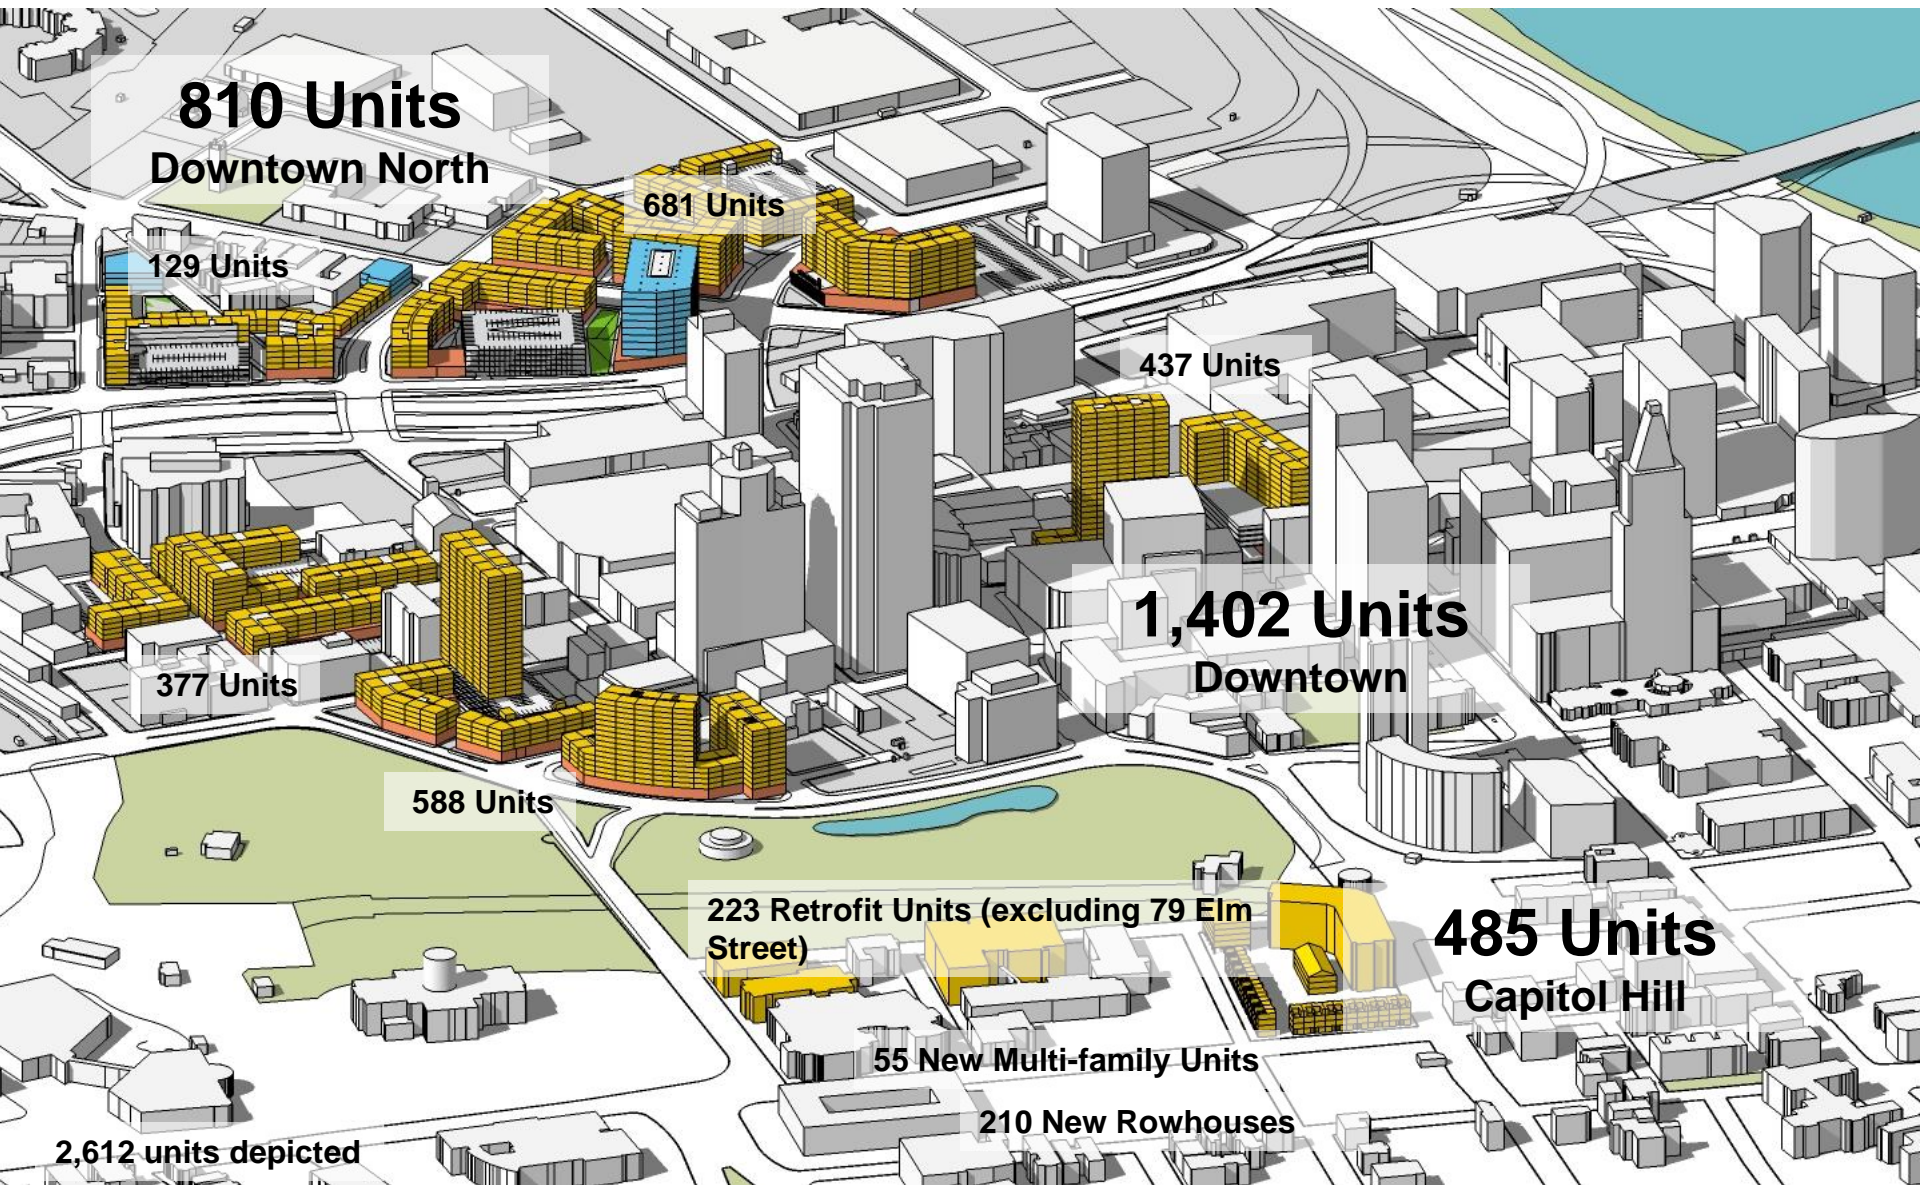 810 Units
Downtown North
681 Units
129 Units
437 Units
1,402 Units
Downtown
377 Units
588 Units
223 Retrofit Units (excluding 79 Elm
Street)
485 Units
Capitol Hill
55 New Multi-family Units
210 New Rowhouses
2,612 units depicted